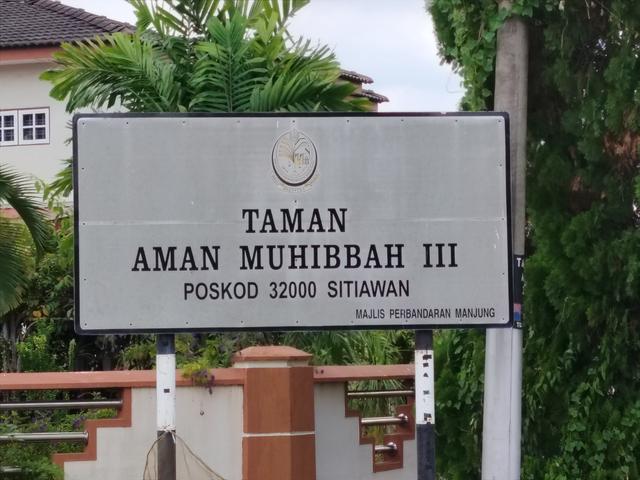 TAMAN
AMAN MUHIBBAH III
POSKOD 32000 SITIAWAN
MAJLIS PERBANDARAN MANJUNG